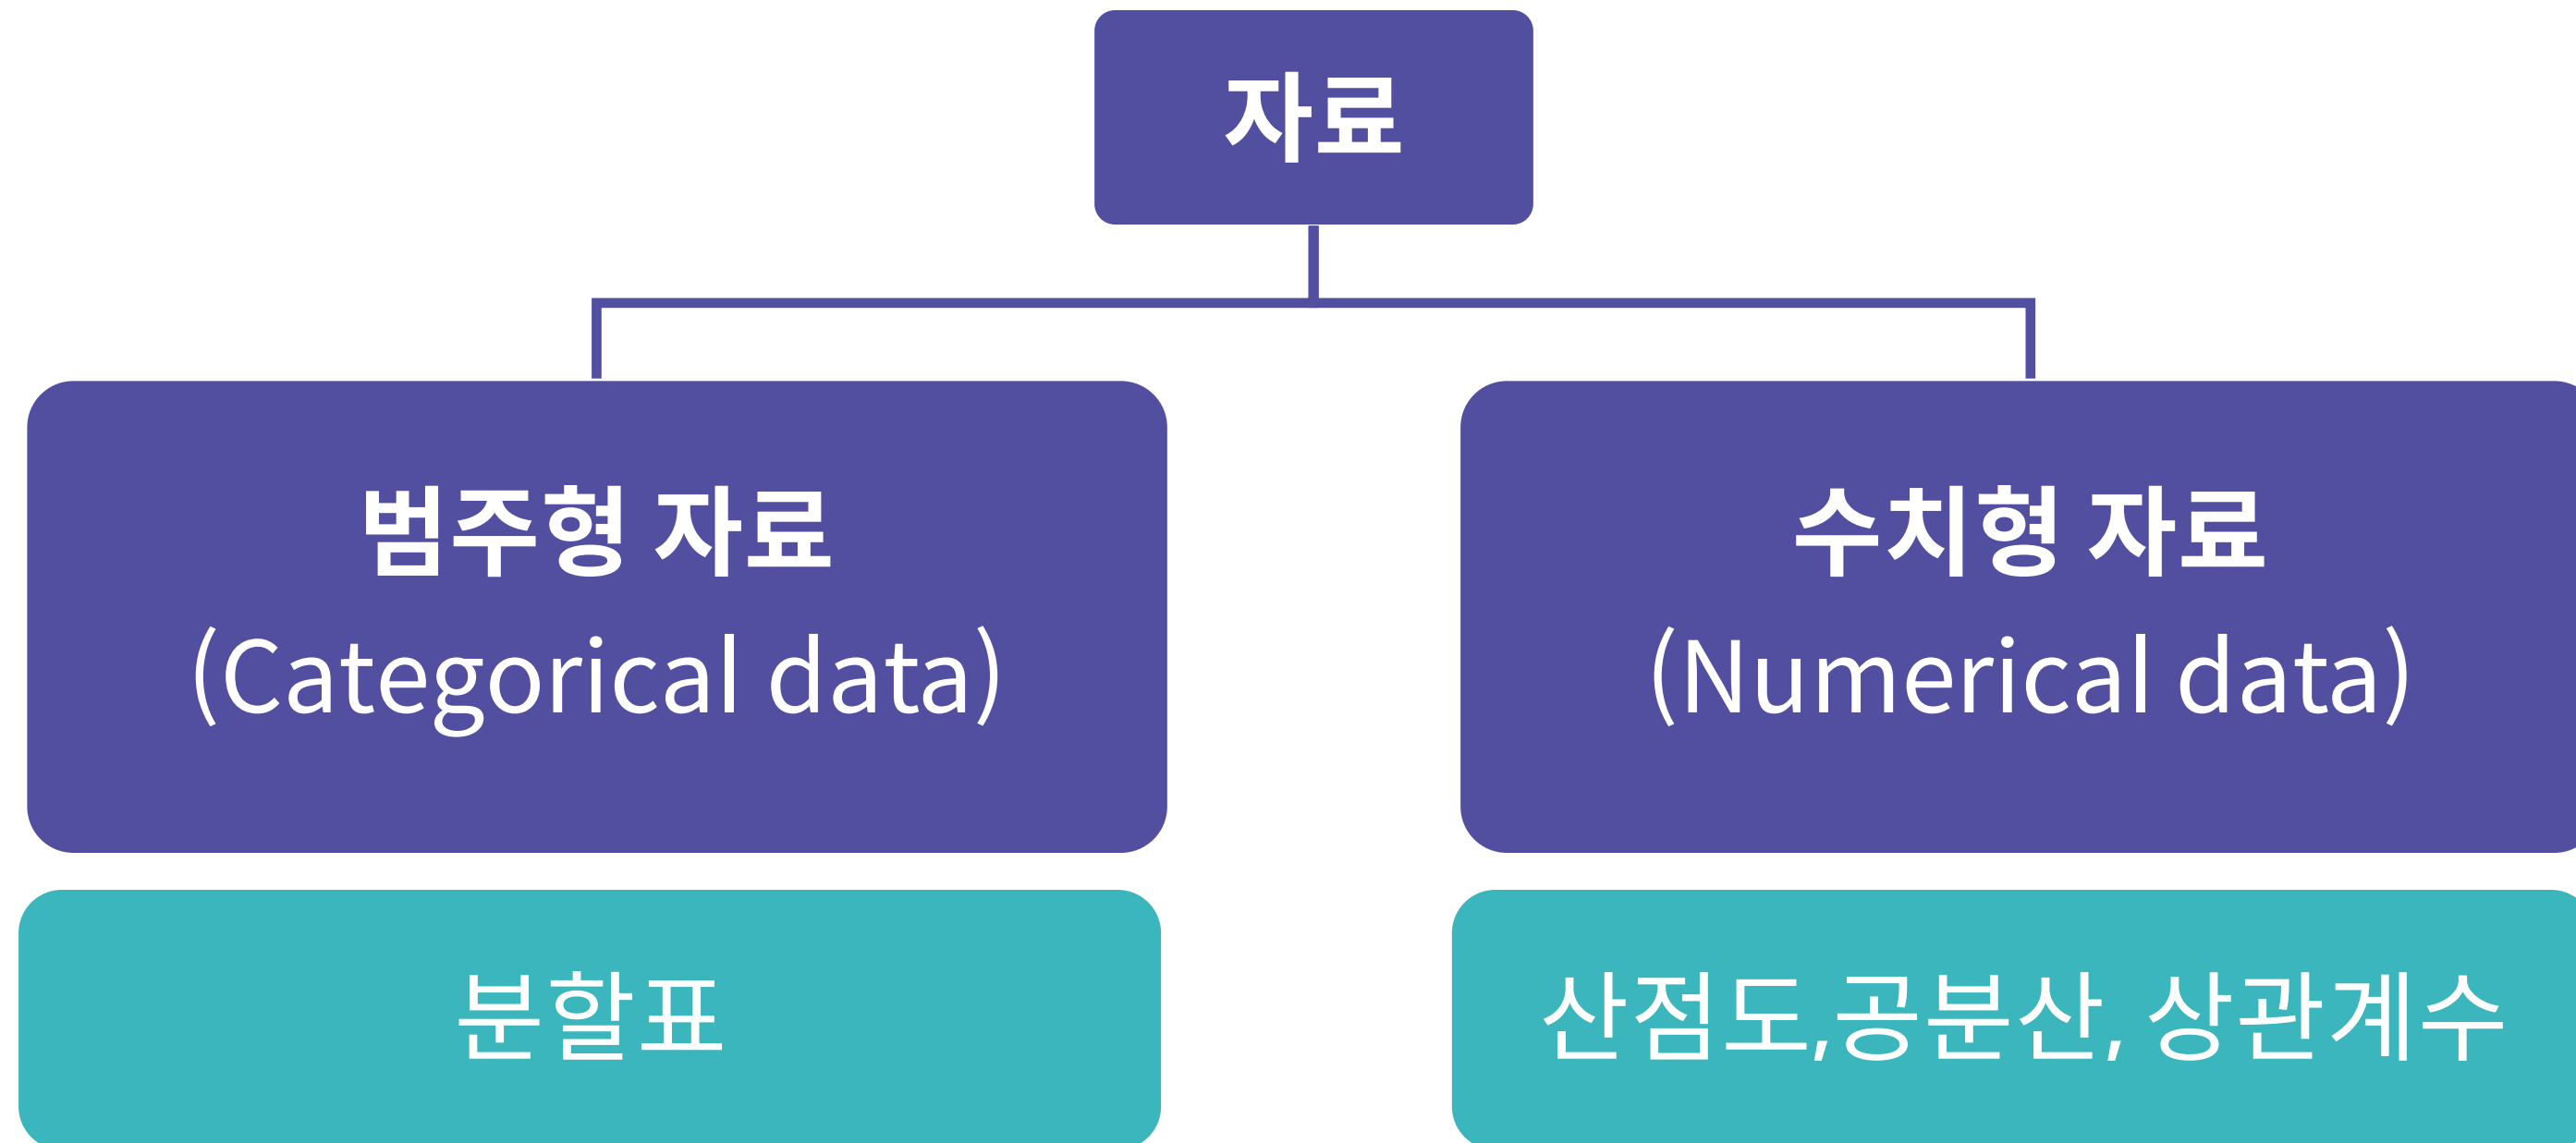 자료
범주형 자료
(Categorical data)
수치형 자료
(Numerical data)
분할표
산점도,공분산, 상관계수